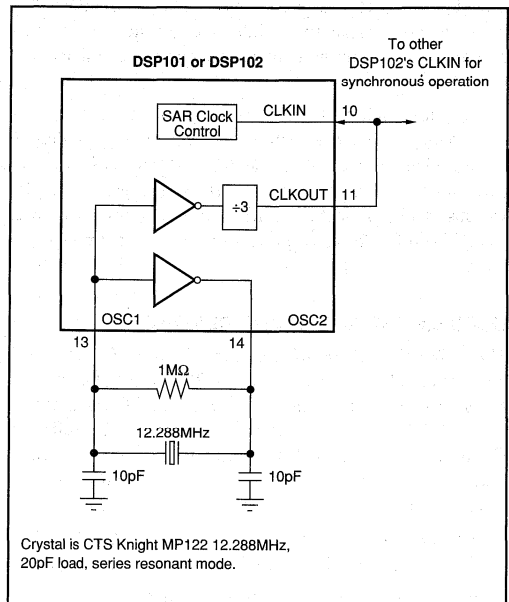 To other
DSP102's CLKIN for
synchronous operation
DSP101 or DSP102
SAR Clock
Control
CLKIN
10
÷3
CLKOUT
11
OSC1
OSC2
13
14
1MΩ
12.288MHz
10pF
10pF
Crystal is CTS Knight MP122 12.288MHz,
20pF load, series resonant mode.